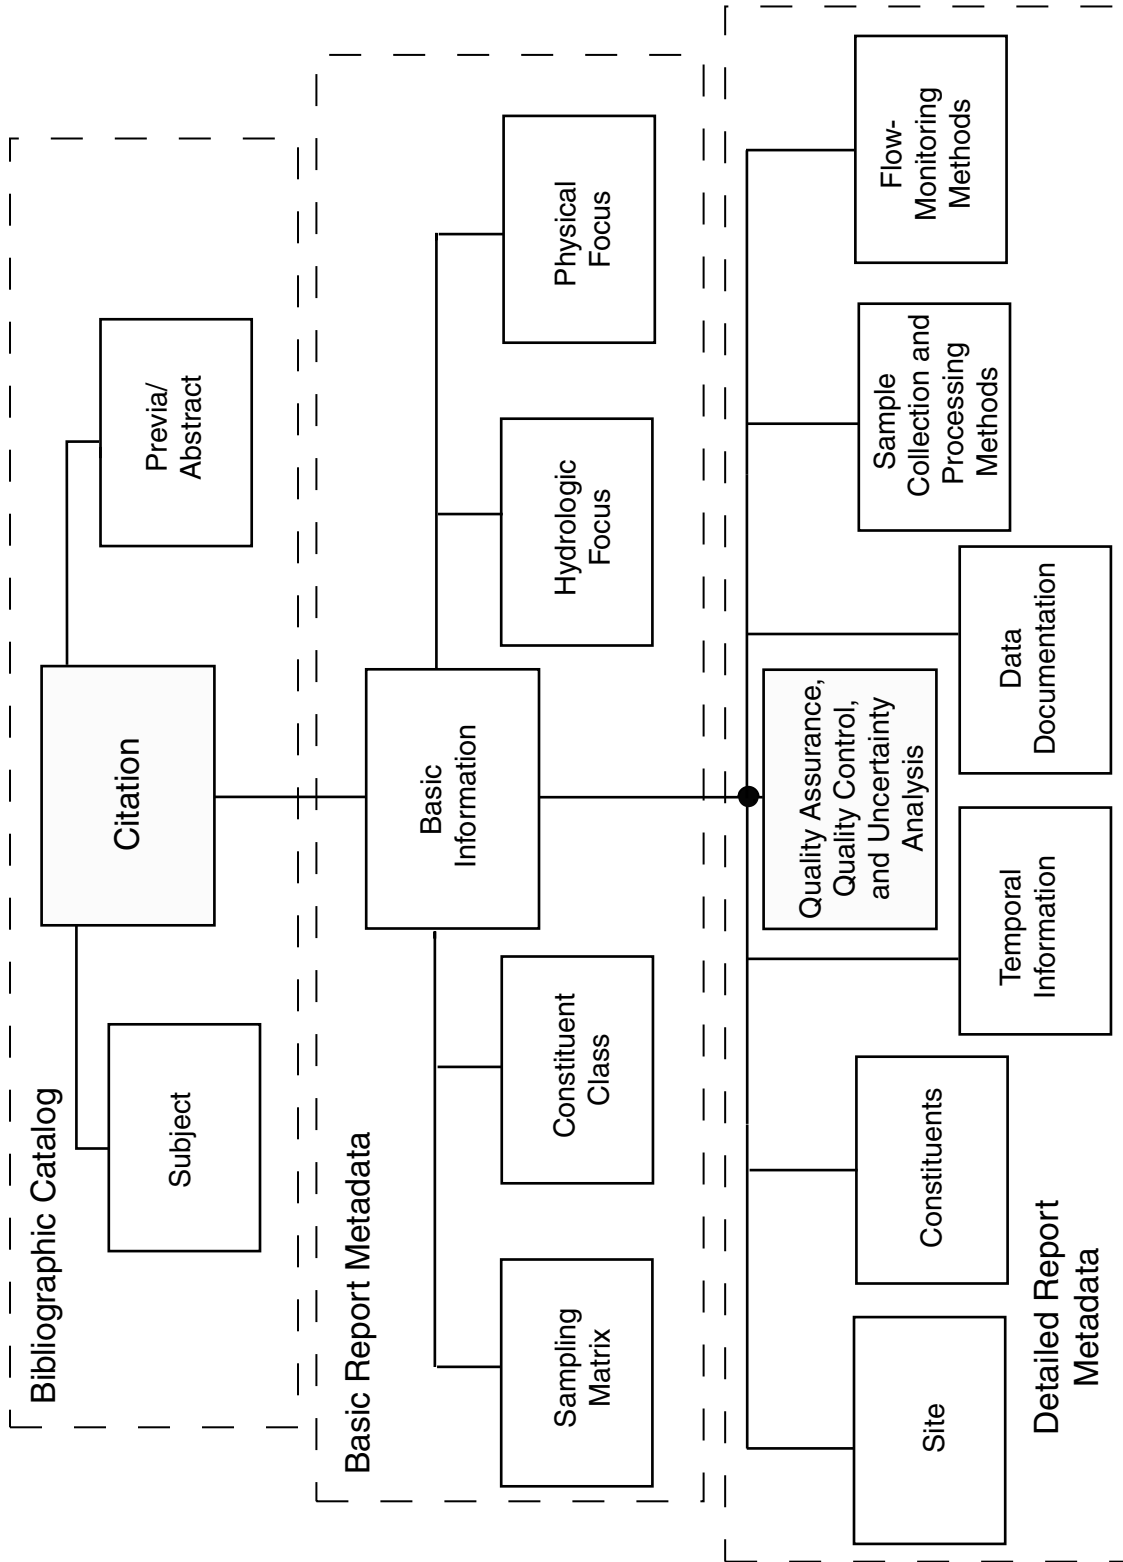 Bibliographic Catalog
Citation
Subject
Previa/
Abstract
Basic Report Metadata
Basic
Information
Sampling
Matrix
Constituent
Class
Hydrologic
Focus
Physical
Focus
Quality Assurance,
Quality Control,
and Uncertainty
Analysis
Site
Constituents
Temporal
Information
Data
Documentation
Sample
Collection and
Processing
Methods
Flow-
Monitoring
Methods
Detailed Report
Metadata